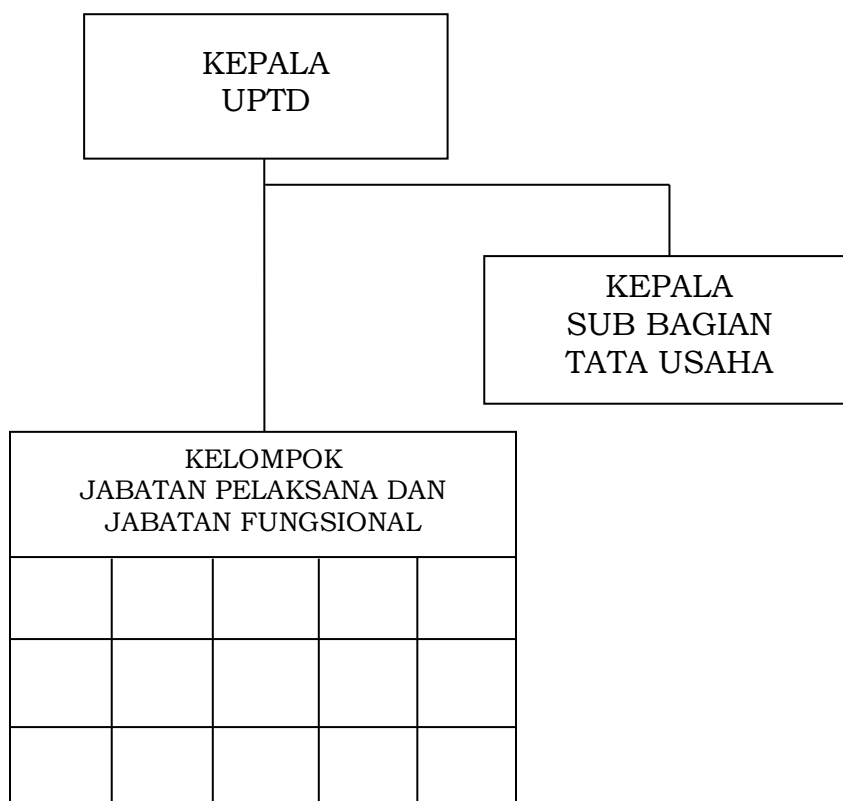 KEPALA
UPTD
KEPALA
SUB BAGIAN
TATA USAHA
KELOMPOK
JABATAN PELAKSANA DAN
JABATAN FUNGSIONAL